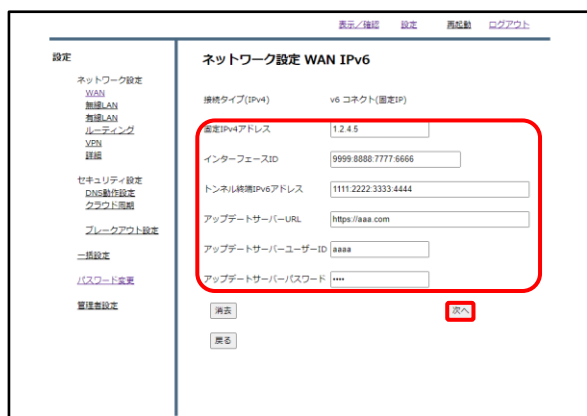 表示/確認 設定 再起動 ログアウト
設定
ネットワーク設定
WAN
無線LAN
有線LAN
ルーティング
VPN
詳細
セキュリティ設定
DNS動作設定
クラウド同期
ブレークアウト設定
一括設定
パスワード変更
管理者設定
ネットワーク設定 WAN IPv6
接続タイプ(IPv4) v6 コネクト(固定IP)
固定IPv4アドレス 1.2.4.5
インターフェースID 9999:8888:7777:6666
トンネル終端IPv6アドレス 1111:2222:3333:4444
アップデートサーバーURL https://aaa.com
アップデートサーバーユーザーID aaaa
アップデートサーバーパスワード ••••
消去 次へ
戻る